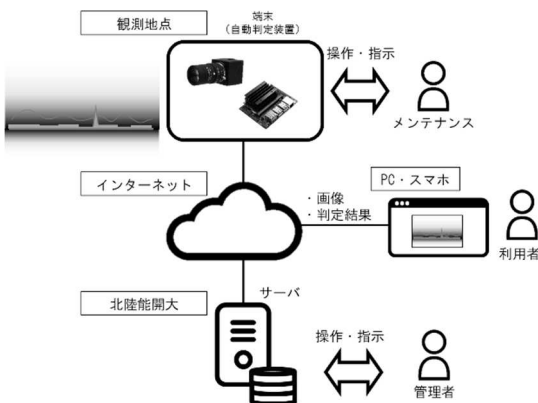 観測地点
端末
(自動判定装置)
操作・指示
メンテナンス
インターネット
PC・スマホ
・画像
・判定結果
利用者
北陸能開大
サーバ
操作・指示
管理者